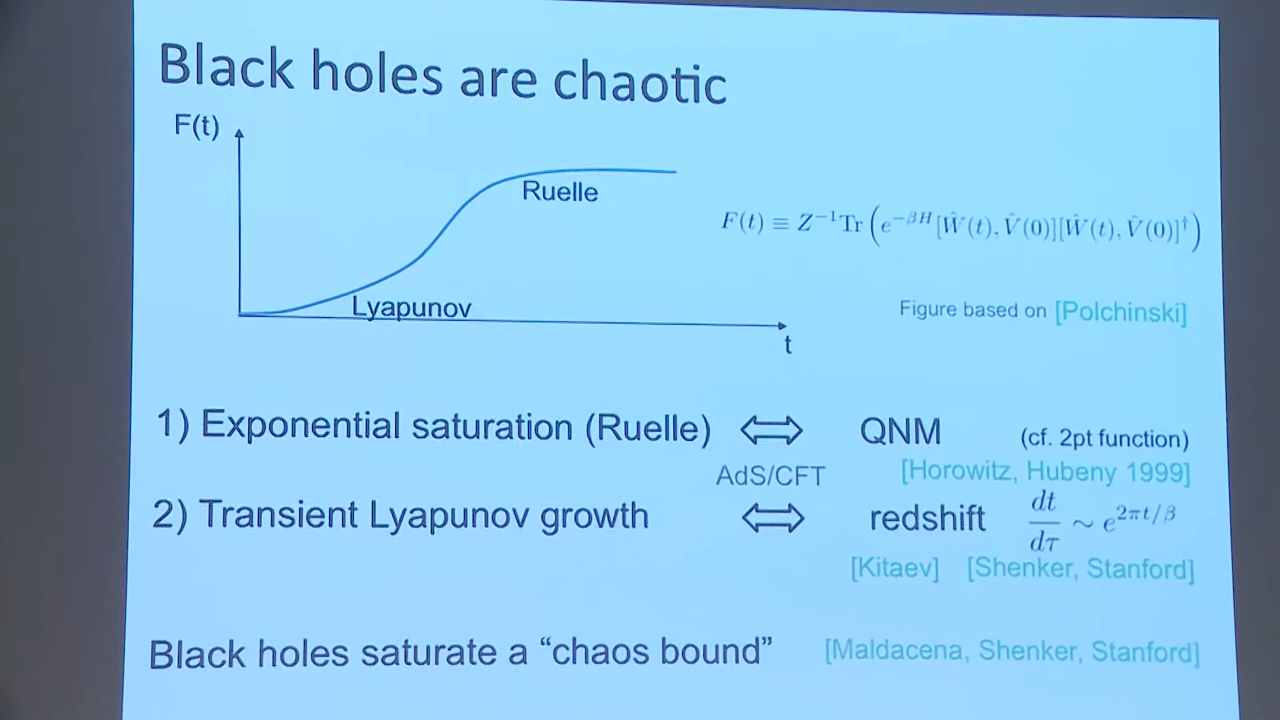 Black holes are chaotic
F(t)
Ruelle
F(t) ≡ Z⁻¹Tr(e^{−βH}[Ŵ(t), V̂(0)][Ŵ(t), V̂(0)]†)
Lyapunov
Figure based on [Polchinski]
t
1) Exponential saturation (Ruelle) ⟺ QNM (cf. 2pt function)
AdS/CFT [Horowitz, Hubeny 1999]
2) Transient Lyapunov growth ⟺ redshift dt/dτ ~ e^{2πt/β}
[Kitaev] [Shenker, Stanford]
Black holes saturate a “chaos bound” [Maldacena, Shenker, Stanford]